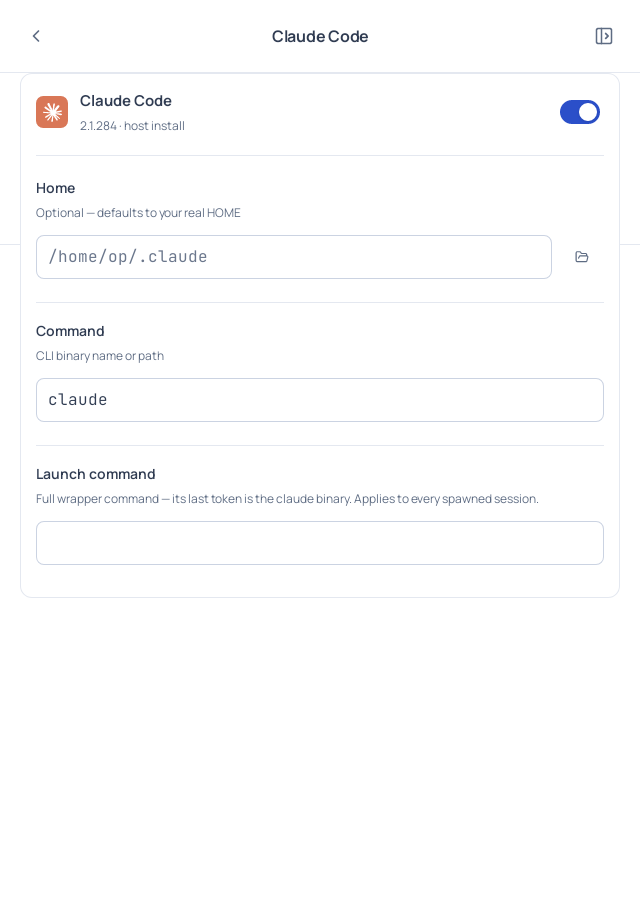 Claude Code
Claude Code
2.1.284 · host install
Home
Optional — defaults to your real HOME
/home/op/.claude
Command
CLI binary name or path
claude
Launch command
Full wrapper command — its last token is the claude binary. Applies to every spawned session.